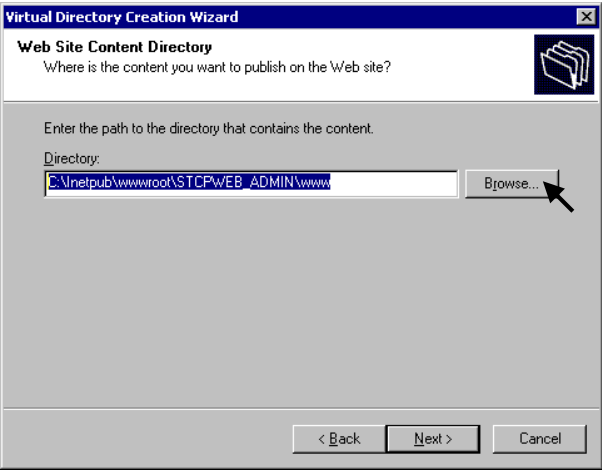 Virtual Directory Creation Wizard
Web Site Content Directory
Where is the content you want to publish on the Web site?
Enter the path to the directory that contains the content.
Directory:
C:\Inetpub\wwwroot\STCPWEB_ADMIN\www
Browse...
< Back
Next >
Cancel